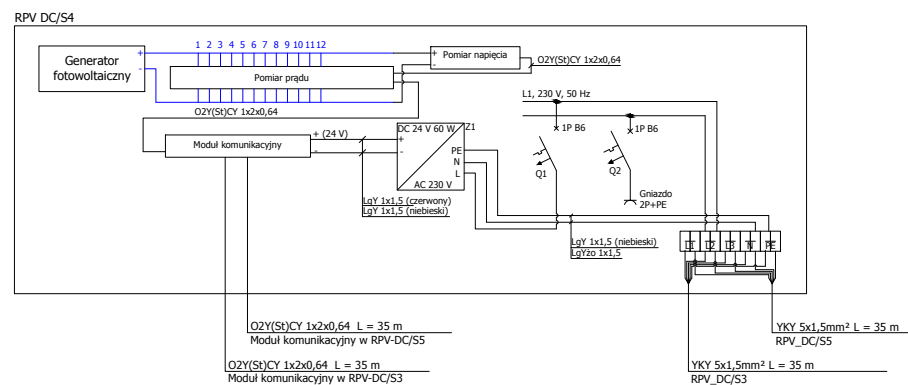 RPV DC/S4
Generator
fotowoltaiczny
+
-
1 2 3 4 5 6 7 8 9 10 11 12
Pomiar prądu
+
-
Pomiar napięcia
O2Y(St)CY 1x2x0,64
O2Y(St)CY 1x2x0,64
L1, 230 V, 50 Hz
Moduł komunikacyjny
+ (24 V)
-
DC 24 V 60 W
Z1
+
-
PE
N
L
AC 230 V
1P B6
Q1
1P B6
Q2
Gniazdo
2P+PE
LgY 1x1,5 (czerwony)
LgY 1x1,5 (niebieski)
LgY 1x1,5 (niebieski)
LgYżo 1x1,5
L1 L2 L3 N PE
O2Y(St)CY 1x2x0,64 L = 35 m
Moduł komunikacyjny w RPV-DC/S5
YKY 5x1,5mm² L = 35 m
RPV_DC/S5
O2Y(St)CY 1x2x0,64 L = 35 m
Moduł komunikacyjny w RPV-DC/S3
YKY 5x1,5mm² L = 35 m
RPV_DC/S3